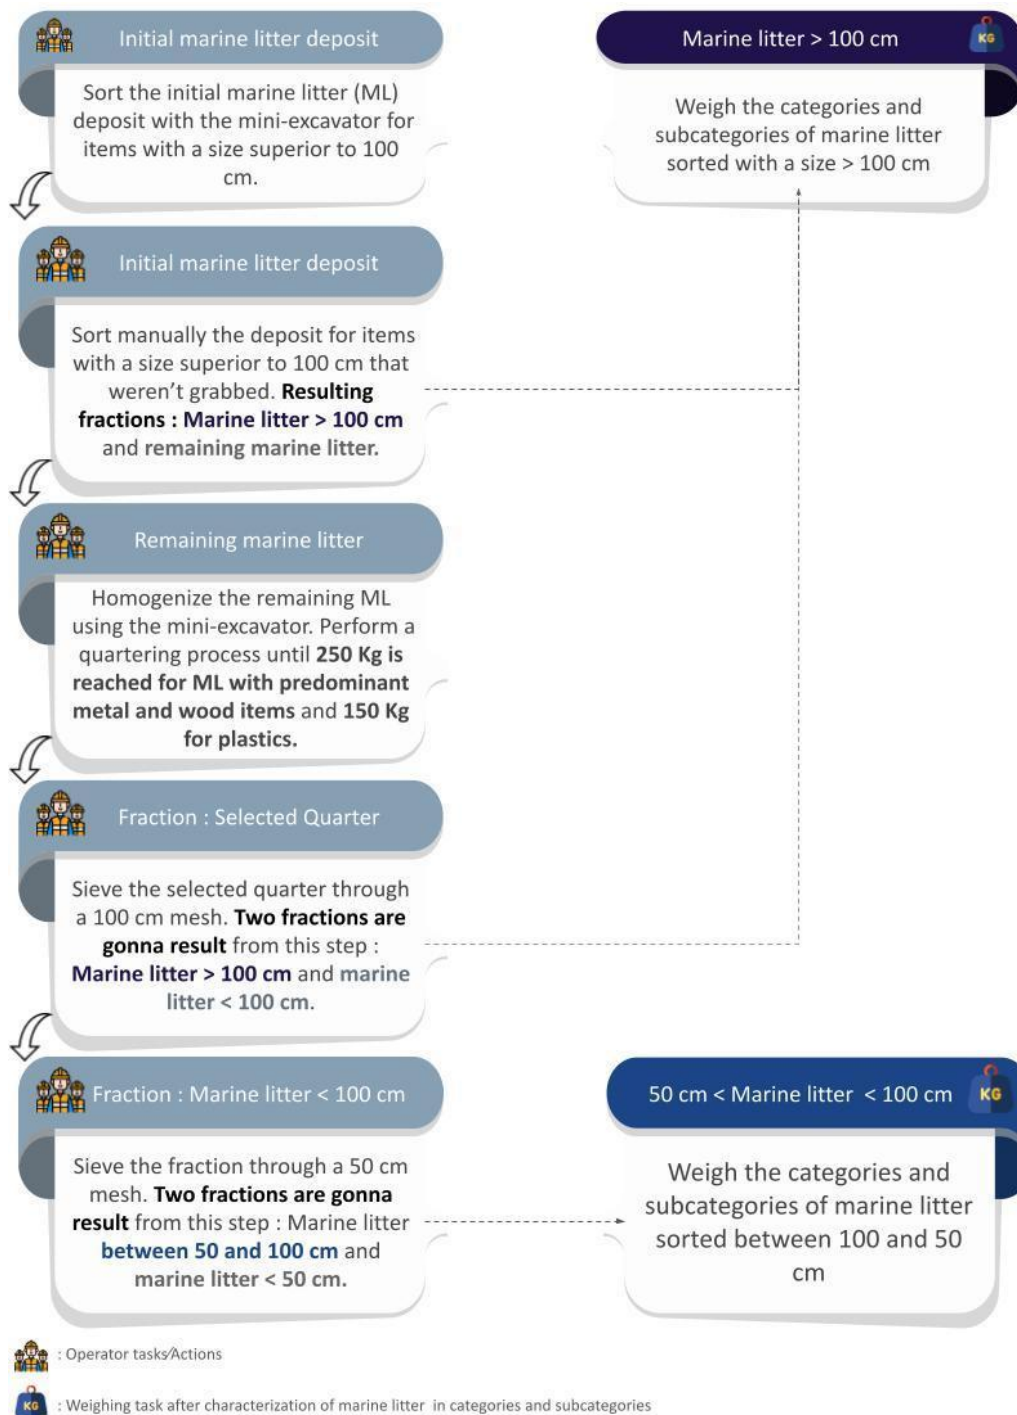 Initial marine litter deposit
Sort the initial marine litter (ML)
deposit with the mini-excavator for
items with a size superior to 100
cm.
Marine litter > 100 cm
KG
Weigh the categories and
subcategories of marine litter
sorted with a size > 100 cm
Initial marine litter deposit
Sort manually the deposit for items
with a size superior to 100 cm that
weren't grabbed. Resulting
fractions : Marine litter > 100 cm
and remaining marine litter.
Remaining marine litter
Homogenize the remaining ML
using the mini-excavator. Perform a
quartering process until 250 Kg is
reached for ML with predominant
metal and wood items and 150 Kg
for plastics.
Fraction : Selected Quarter
Sieve the selected quarter through
a 100 cm mesh. Two fractions are
gonna result from this step :
Marine litter > 100 cm and marine
litter < 100 cm.
Fraction : Marine litter < 100 cm
Sieve the fraction through a 50 cm
mesh. Two fractions are gonna
result from this step : Marine litter
between 50 and 100 cm and
marine litter < 50 cm.
50 cm < Marine litter < 100 cm
KG
Weigh the categories and
subcategories of marine litter
sorted between 100 and 50
cm
: Operator tasks/Actions
KG
: Weighing task after characterization of marine litter in categories and subcategories